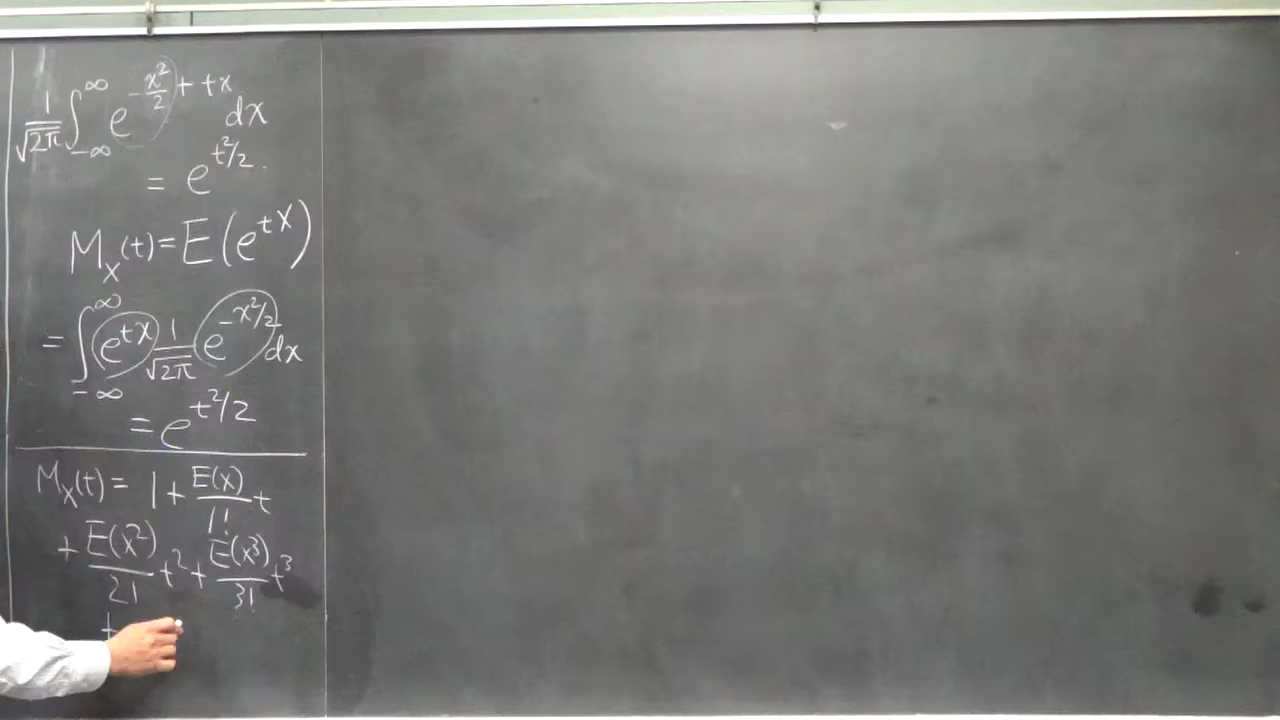 1/√2π ∫_{-∞}^{∞} e^{-x²/2 + tx} dx
= e^{t²/2}.
M_X(t) = E(e^{tX})
= ∫_{-∞}^{∞} e^{tx} 1/√2π e^{-x²/2} dx
= e^{t²/2}
M_X(t) = 1 + E(X)/1! t
+ E(X²)/2! t² + E(X³)/3! t³
+